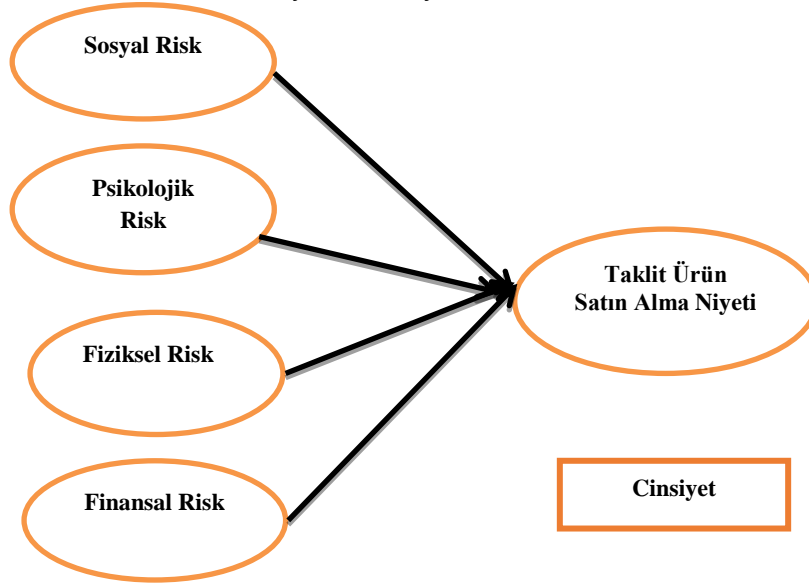 Sosyal Risk
Psikolojik
Risk
Taklit Ürün
Satın Alma Niyeti
Fiziksel Risk
Finansal Risk
Cinsiyet